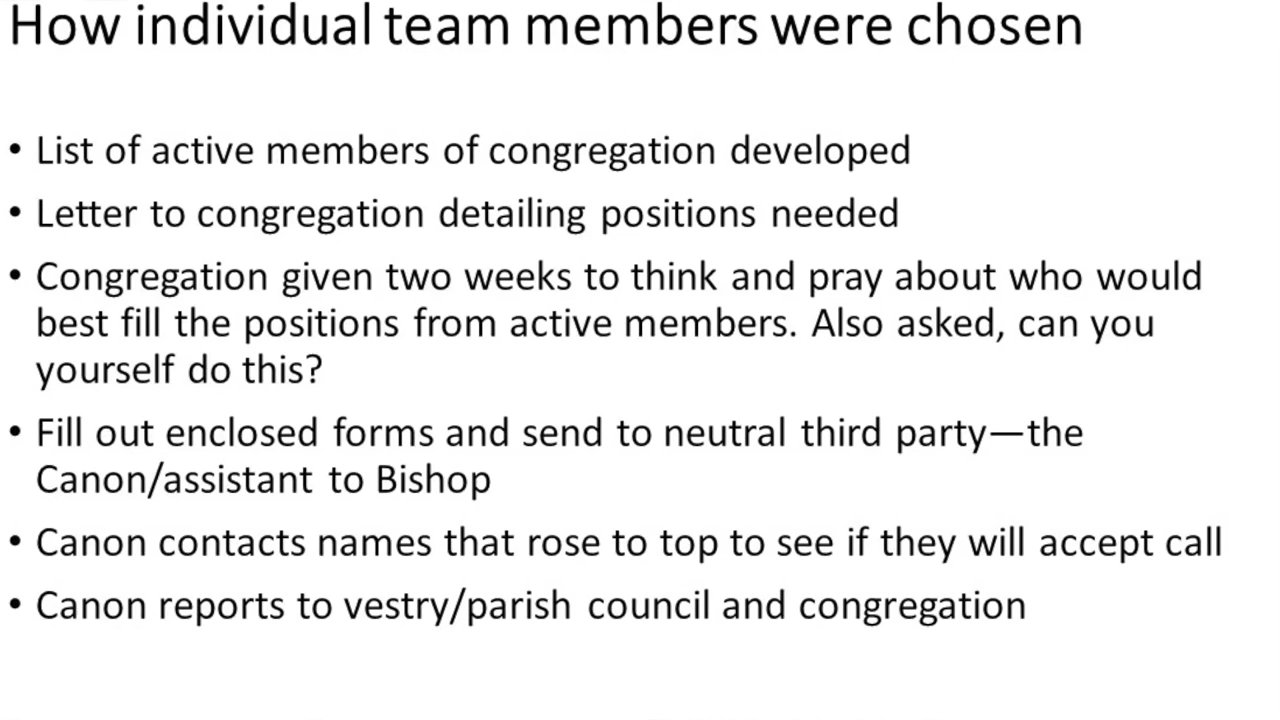 How individual team members were chosen
• List of active members of congregation developed
• Letter to congregation detailing positions needed
• Congregation given two weeks to think and pray about who would
best fill the positions from active members. Also asked, can you
yourself do this?
• Fill out enclosed forms and send to neutral third party—the
Canon/assistant to Bishop
• Canon contacts names that rose to top to see if they will accept call
• Canon reports to vestry/parish council and congregation